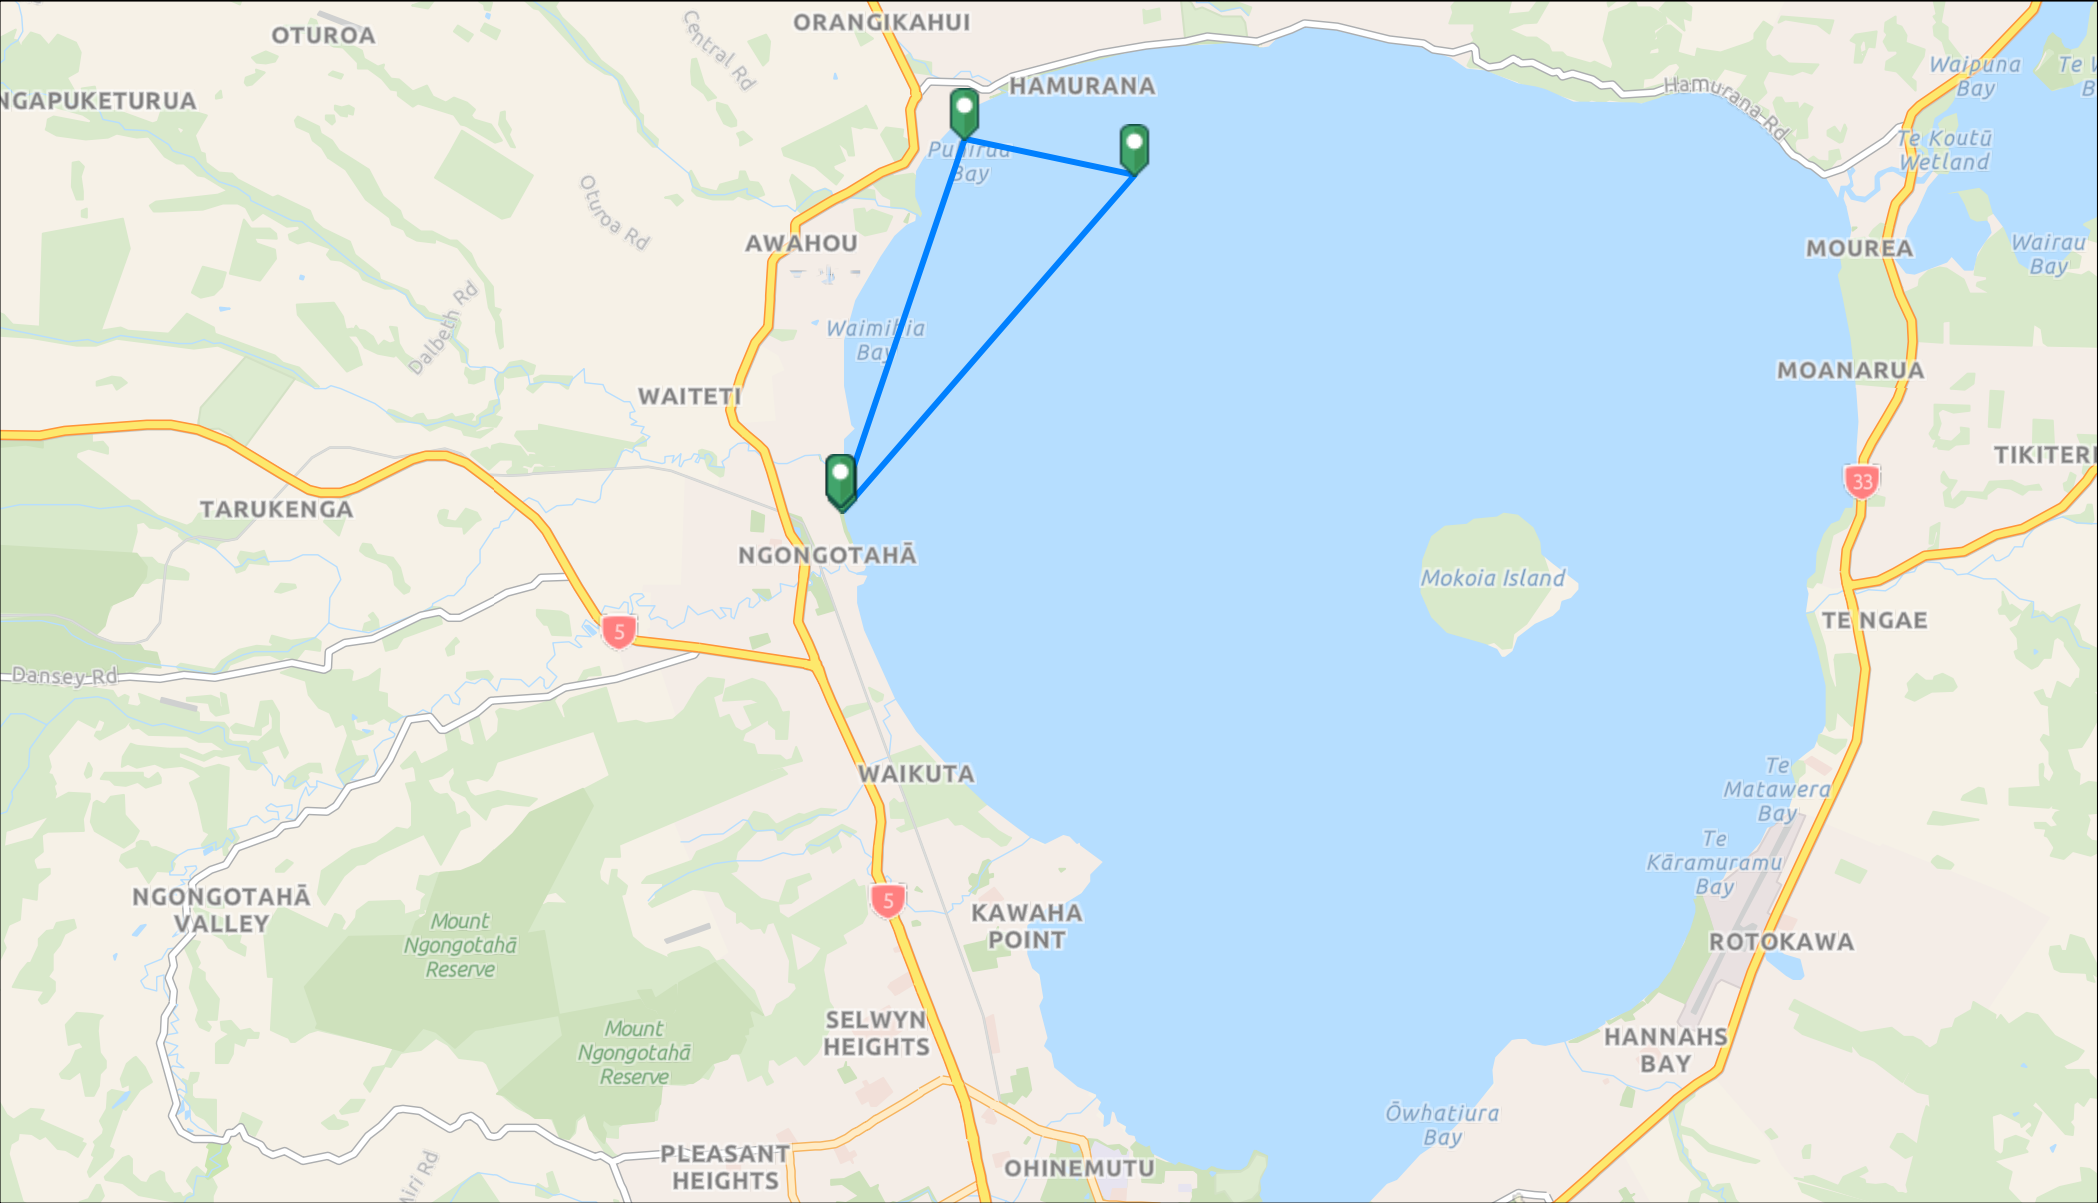 OTUROA
Central Rd
ORANGIKAHUI
HAMURANA
Waipuna
Bay
NGAPUKETURUA
Hamurana Rd
Te Koutū
Wetland
Bay
Oturoa Rd
AWAHOU
MOUREA
Wairau
Bay
Dalbeth Rd
Waimihia
Bay
WAITETI
MOANARUA
33
TARUKENGA
NGONGOTAHĀ
Mokoia Island
5
TE NGAE
Dansey Rd
WAIKUTA
Te
Matawera
Bay
Te
Kāramuramu
Bay
NGONGOTAHĀ
VALLEY
Mount
Ngongotahā
Reserve
5
KAWAHA
POINT
ROTOKAWA
SELWYN
HEIGHTS
Mount
Ngongotahā
Reserve
HANNAHS
BAY
Ōwhatiura
Bay
PLEASANT
HEIGHTS
OHINEMUTU